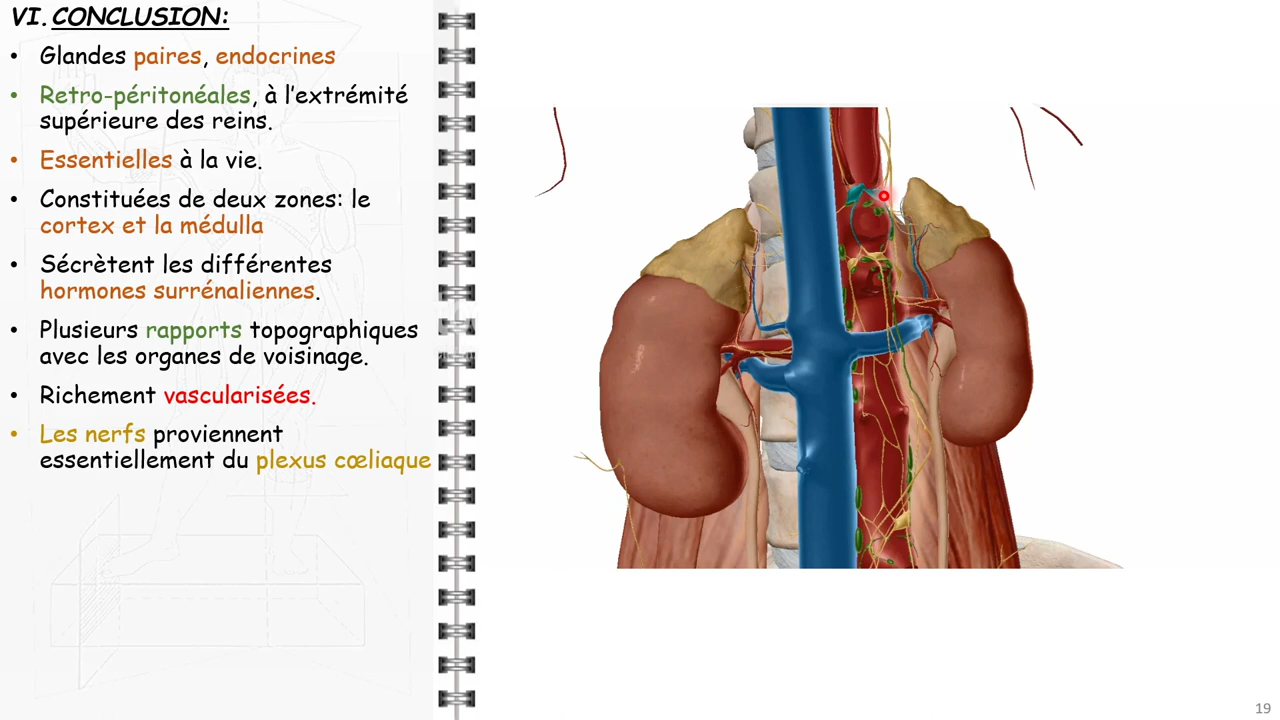 VI. CONCLUSION:
• Glandes paires, endocrines
• Retro-péritonéales, à l'extrémité
supérieure des reins.
• Essentielles à la vie.
• Constituées de deux zones: le
cortex et la médulla
• Sécrètent les différentes
hormones surrénaliennes.
• Plusieurs rapports topographiques
avec les organes de voisinage.
• Richement vascularisées.
• Les nerfs proviennent
essentiellement du plexus cœliaque
19